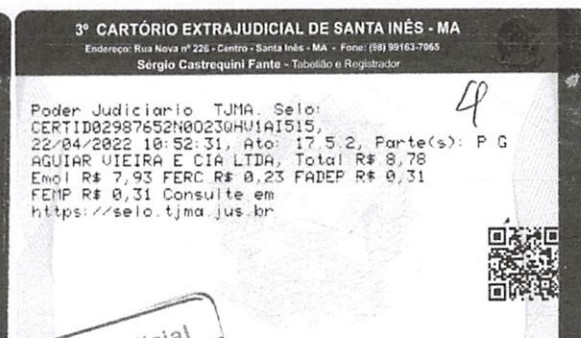 3º CARTÓRIO EXTRAJUDICIAL DE SANTA INÊS - MA
Endereço: Rua Nova nº 226 - Centro - Santa Inês - MA - Fone: (98) 99163-7065
Sérgio Castrequini Fante - Tabelião e Registrador
Poder Judiciario TJMA. Selo:
CERTID02987652N0O23QHV1AI515,
22/04/2022 10:52:31, Ato: 17.5.2, Parte(s): P G
AGUIAR VIEIRA E CIA LTDA, Total R$ 8,78
Emol R$ 7,93 FERC R$ 0,23 FADEP R$ 0,31
FEMP R$ 0,31 Consulte em
https://selo.tjma.jus.br